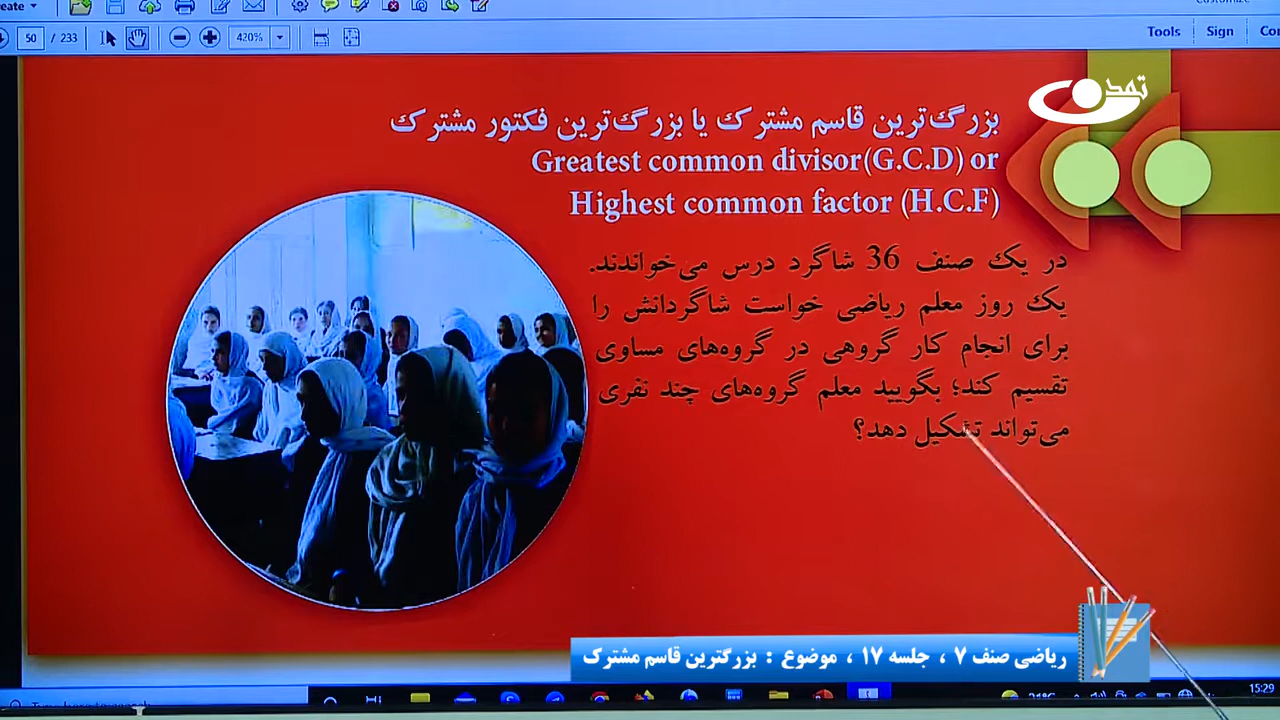 50 / 233
420%
Tools
Sign
تمدن
بزرگ‌ترین قاسم مشترک یا بزرگ‌ترین فکتور مشترک
Greatest common divisor(G.C.D) or
Highest common factor (H.C.F)
در یک صنف 36 شاگرد درس می‌خواندند.
یک روز معلم ریاضی خواست شاگردانش را
برای انجام کار گروهی در گروه‌های مساوی
تقسیم کند؛ بگویید معلم گروه‌های چند نفری
می‌تواند تشکیل دهد؟
ریاضی صنف ۷ ، جلسه ۱۷ ، موضوع : بزرگترین قاسم مشترک
15:29